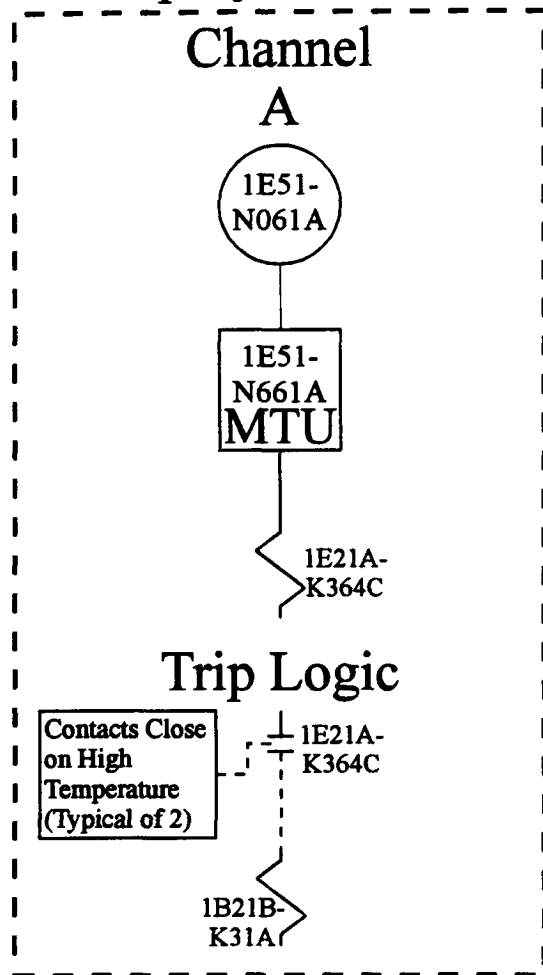 Channel
A
1E51-
N061A
1E51-
N661A
MTU
1E21A-
K364C
Trip Logic
Contacts Close
on High
Temperature
(Typical of 2)
1E21A-
K364C
1B21B-
K31A